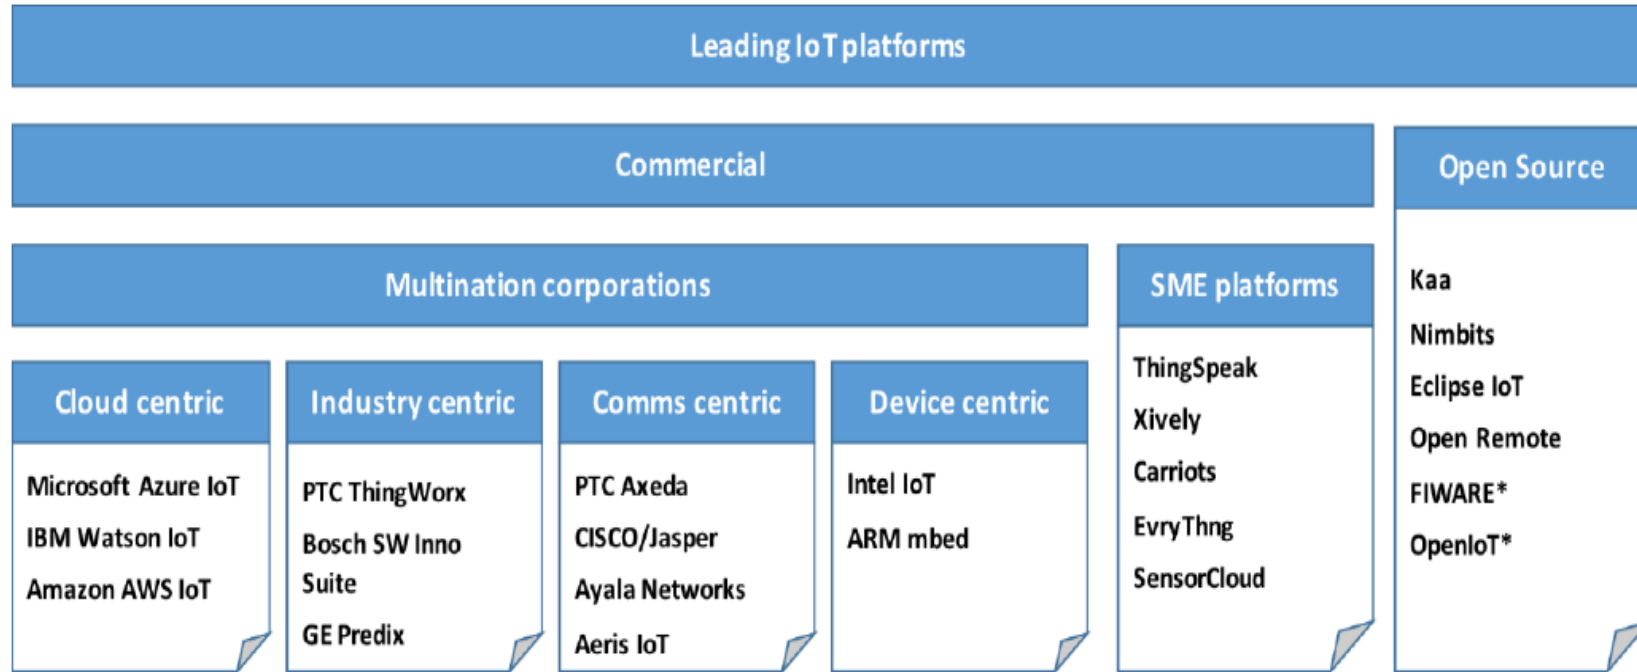 Leading IoT platforms
Commercial
Open Source
Multination corporations
SME platforms
Cloud centric
Industry centric
Comms centric
Device centric
Microsoft Azure IoT
IBM Watson IoT
Amazon AWS IoT
PTC ThingWorx
Bosch SW Inno
Suite
GE Predix
PTC Axeda
CISCO/Jasper
Ayala Networks
Aeris IoT
Intel IoT
ARM mbed
ThingSpeak
Xively
Carriots
EvryThng
SensorCloud
Kaa
Nimbits
Eclipse IoT
Open Remote
FIWARE*
OpenIoT*